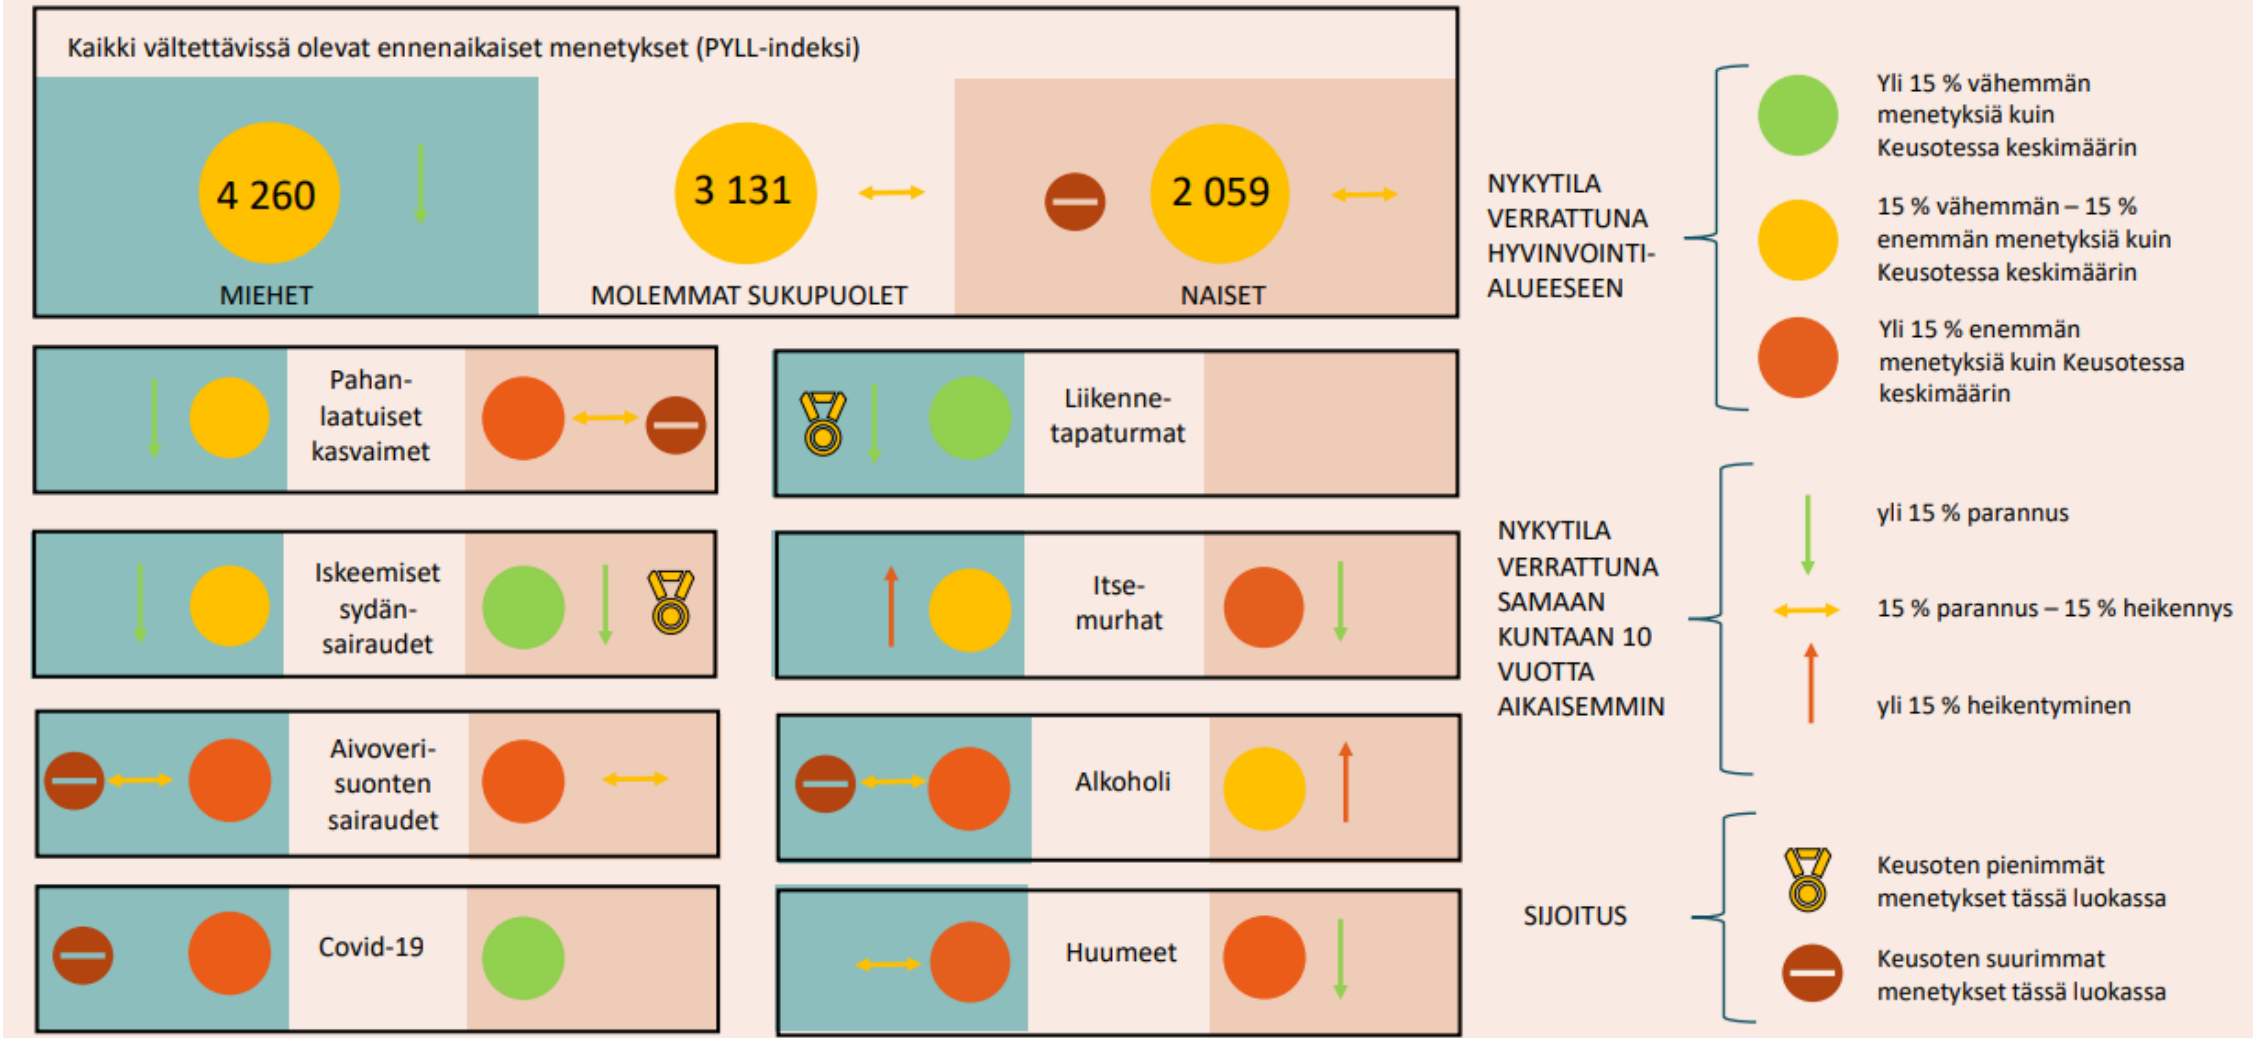 Kaikki vältettävissä olevat ennenaikaiset menetykset (PYLL-indeksi)
4 260
3 131
2 059
MIEHET
MOLEMMAT SUKUPUOLET
NAISET
Pahan-
laatuiset
kasvaimet
Liikenne-
tapaturmat
Iskeemiset
sydän-
sairaudet
Itse-
murhat
Aivoveri-
suonten
sairaudet
Alkoholi
Covid-19
Huumeet
NYKYTILA
VERRATTUNA
HYVINVOINTI-
ALUEESEEN
Yli 15 % vähemmän
menetyksiä kuin
Keusotessa keskimäärin
15 % vähemmän – 15 %
enemmän menetyksiä kuin
Keusotessa keskimäärin
Yli 15 % enemmän
menetyksiä kuin Keusotessa
keskimäärin
NYKYTILA
VERRATTUNA
SAMAAN
KUNTAAN 10
VUOTTA
AIKAISEMMIN
yli 15 % parannus
15 % parannus – 15 % heikennys
yli 15 % heikentyminen
SIJOITUS
Keusoten pienimmät
menetykset tässä luokassa
Keusoten suurimmat
menetykset tässä luokassa